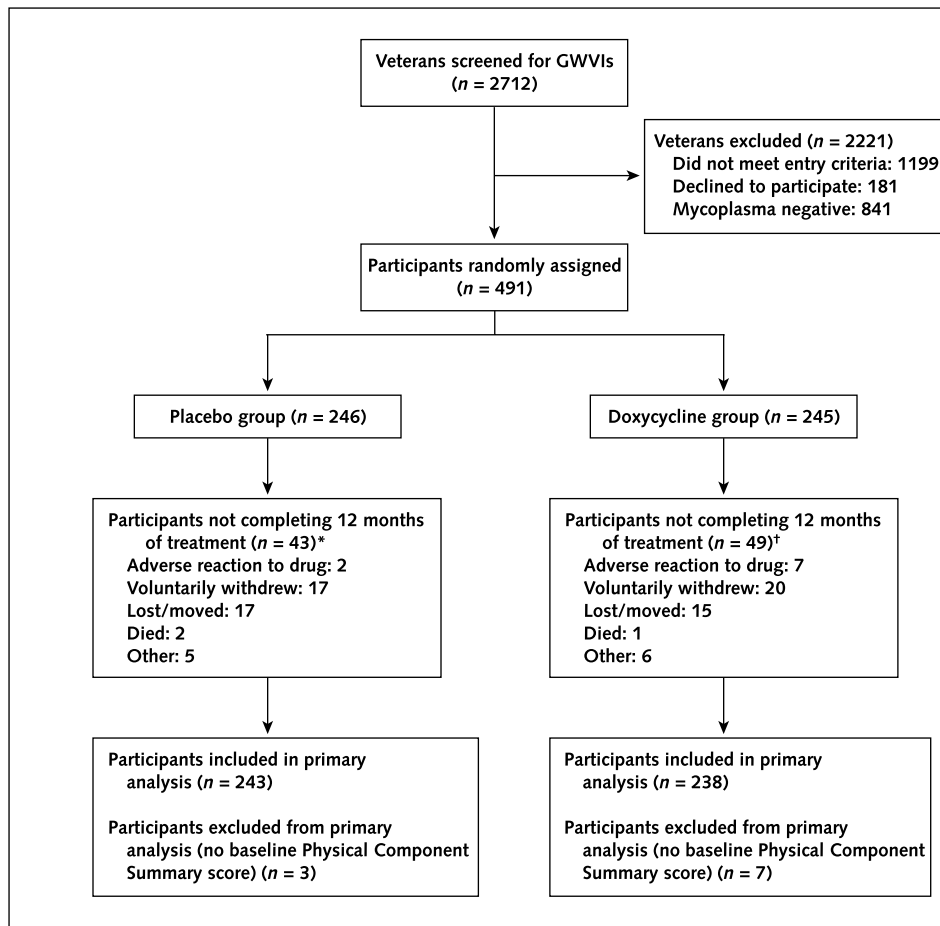 Veterans screened for GWVIs
(n = 2712)
Veterans excluded (n = 2221)
Did not meet entry criteria: 1199
Declined to participate: 181
Mycoplasma negative: 841
Participants randomly assigned
(n = 491)
Placebo group (n = 246)
Doxycycline group (n = 245)
Participants not completing 12 months
of treatment (n = 43)*
Adverse reaction to drug: 2
Voluntarily withdrew: 17
Lost/moved: 17
Died: 2
Other: 5
Participants not completing 12 months
of treatment (n = 49)†
Adverse reaction to drug: 7
Voluntarily withdrew: 20
Lost/moved: 15
Died: 1
Other: 6
Participants included in primary
analysis (n = 243)
Participants excluded from primary
analysis (no baseline Physical Component
Summary score) (n = 3)
Participants included in primary
analysis (n = 238)
Participants excluded from primary
analysis (no baseline Physical Component
Summary score) (n = 7)